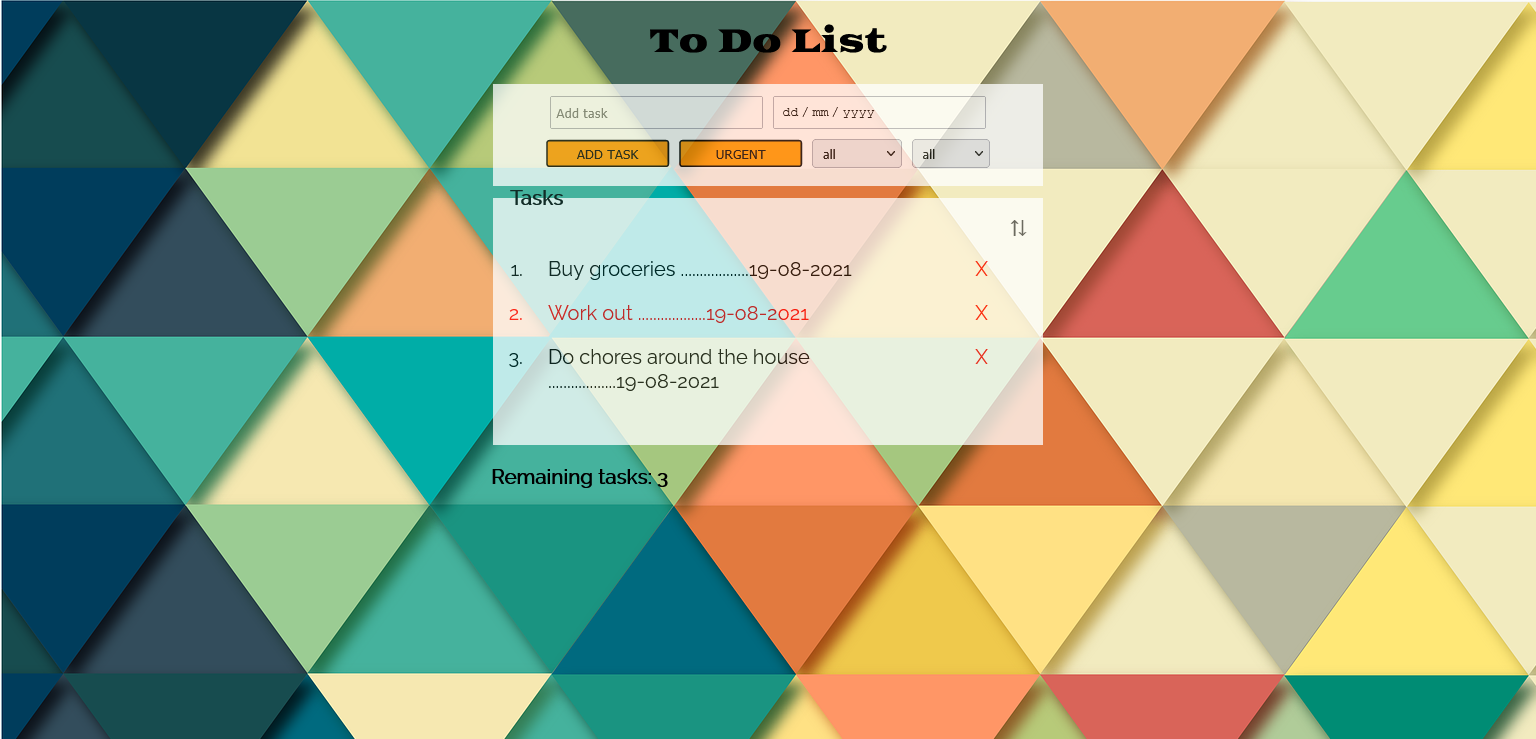 To Do List
Add task
dd / mm / yyyy
ADD TASK
URGENT
all
all
Tasks
1. Buy groceries ..................19-08-2021 X
2. Work out ..................19-08-2021 X
3. Do chores around the house X
..................19-08-2021
Remaining tasks: 3